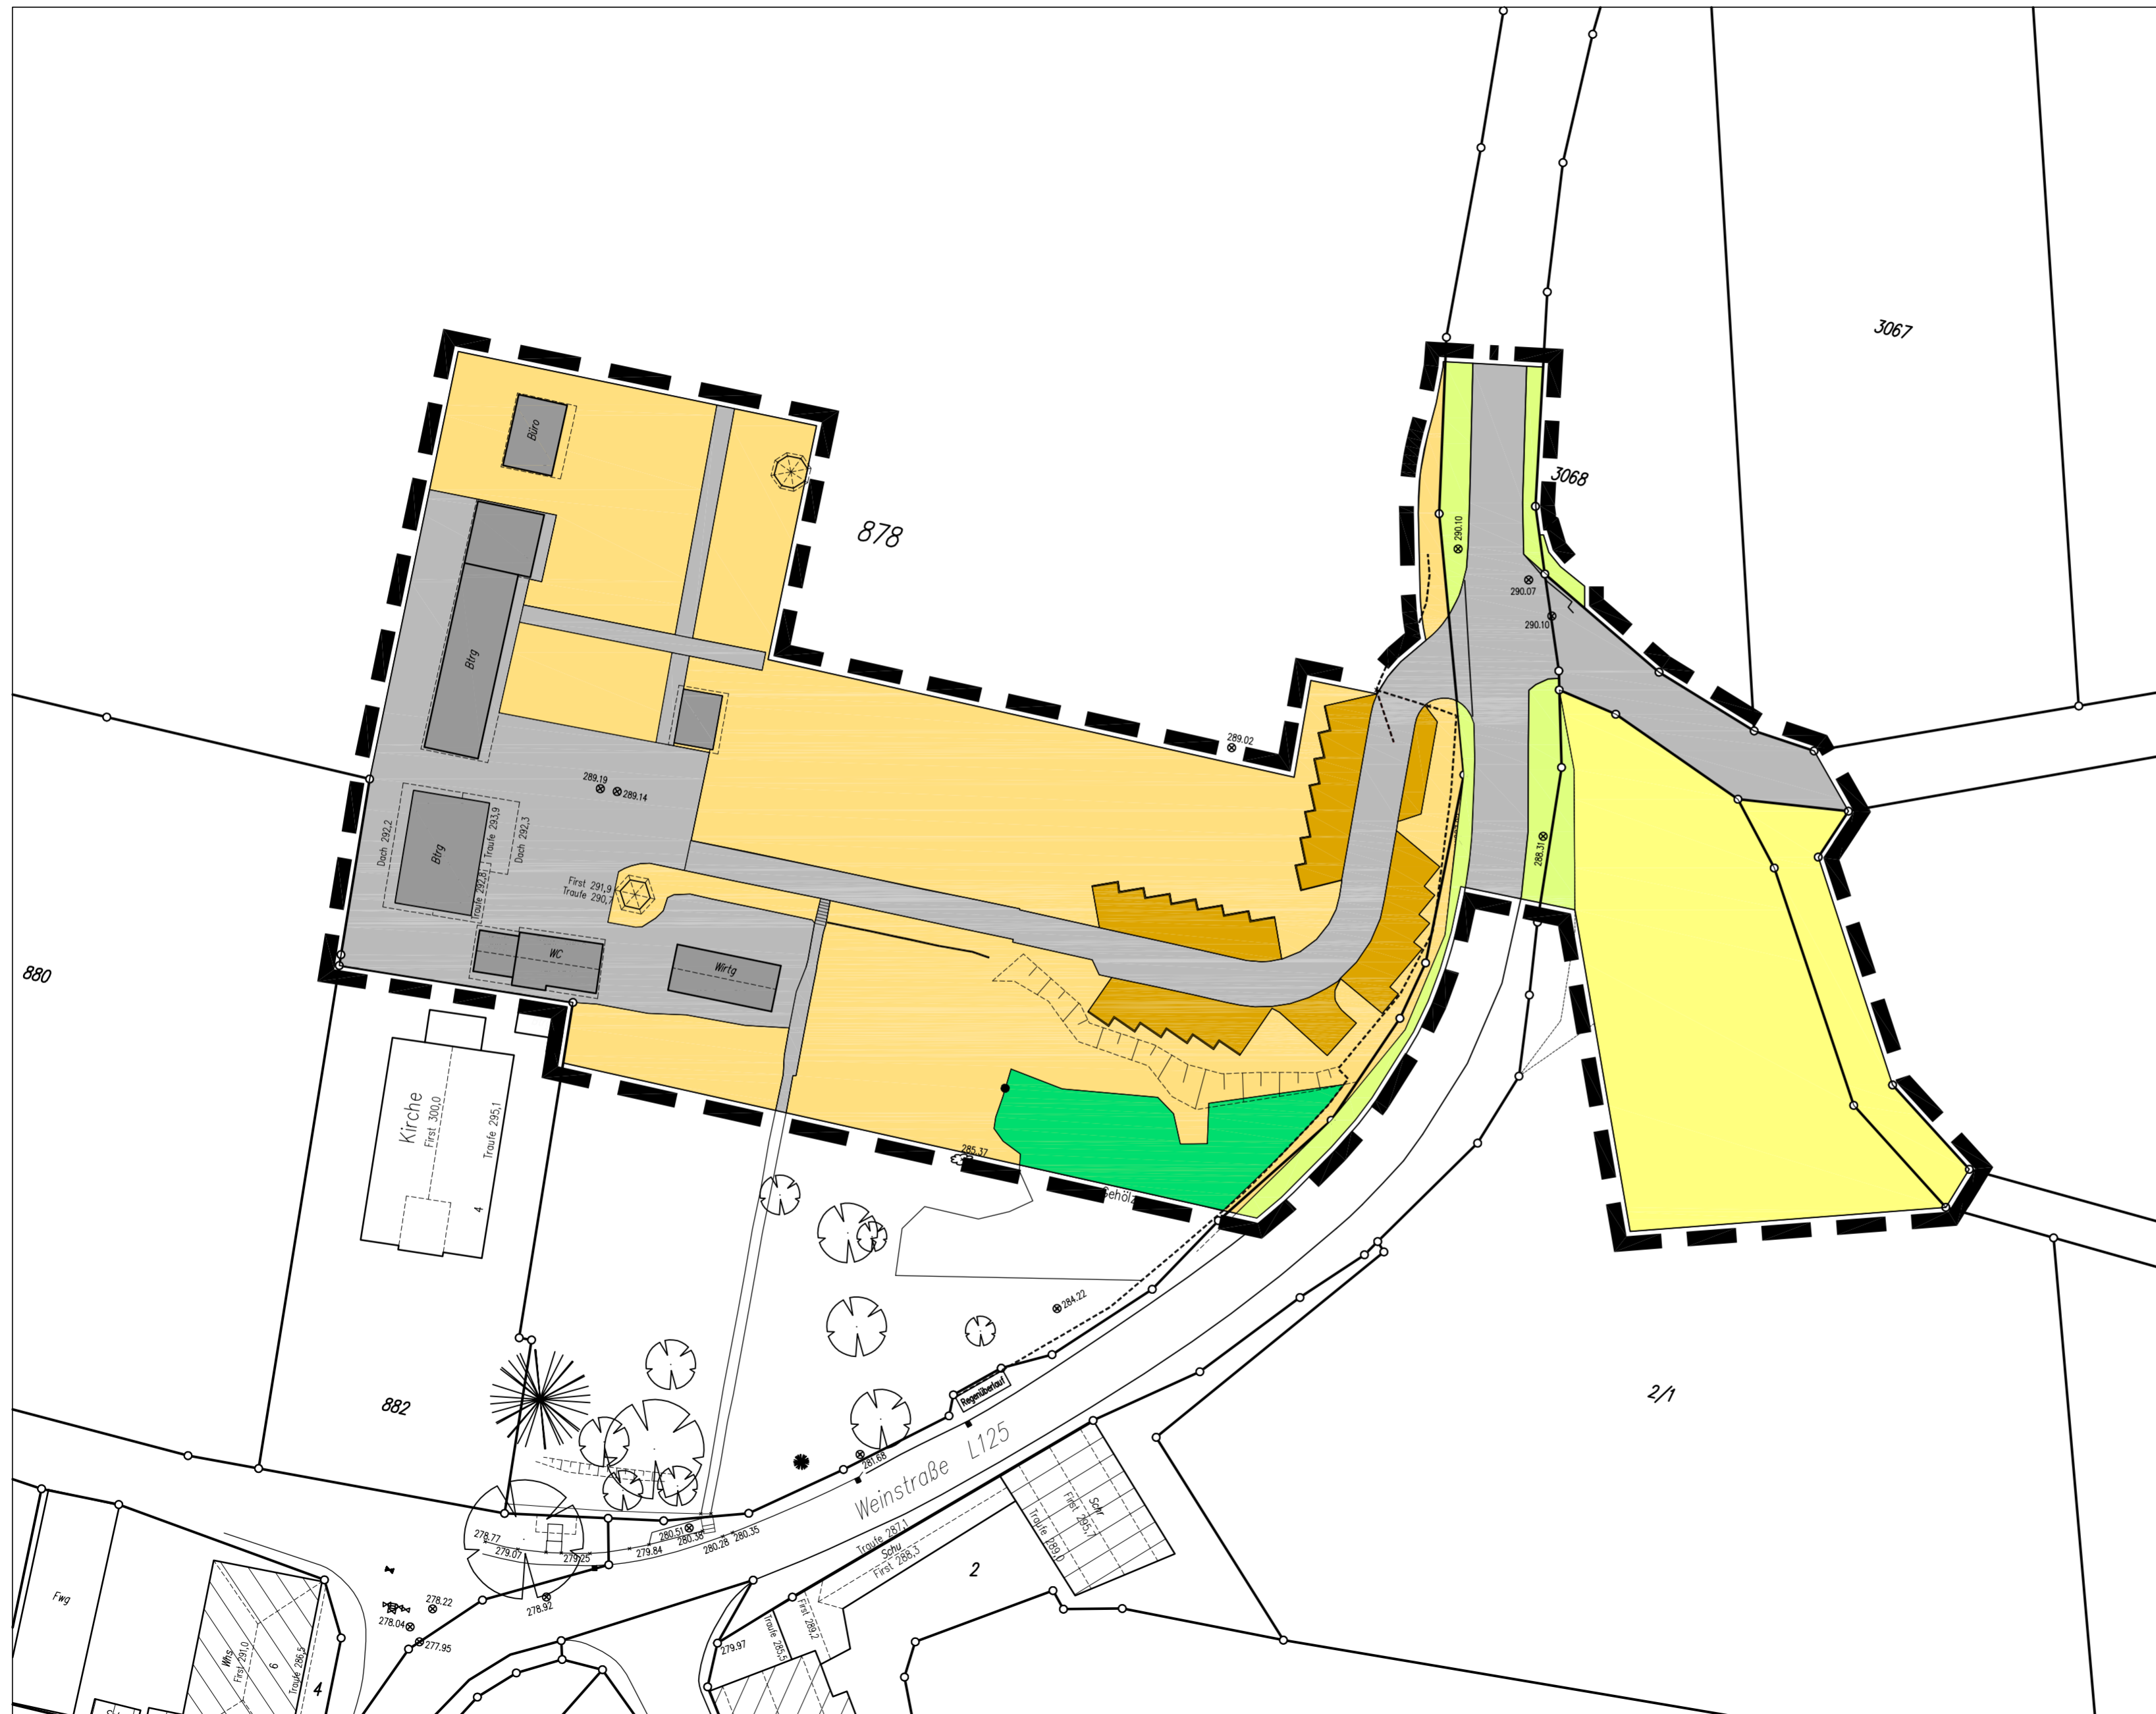 3067
Büro
3068
290.10
878
290.07
290.10
Btrg
289.02
289.19
289.14
Dach 292,2
Btrg
Traufe 293,9
Dach 292,3
288.31
Traufe 292,8
First 291,9
Traufe 290,7
WC
Wirtg
880
Kirche
First 300,0
Traufe 295,1
4
285.37
Gehölz
284.22
882
2/1
Regenüberlauf
Weinstraße L125
281.68
Schr
First 295,7
Traufe 289,0
278.77
279.07
279.25
279.84
280.51
280.38
280.28
280.35
Traufe 287,1
Schu
First 288,3
2
Fwg
278.22
278.04
277.95
278.92
First 289,2
Traufe 285,5
279.97
Whs
First 291,0
6
Traufe 286,5
4